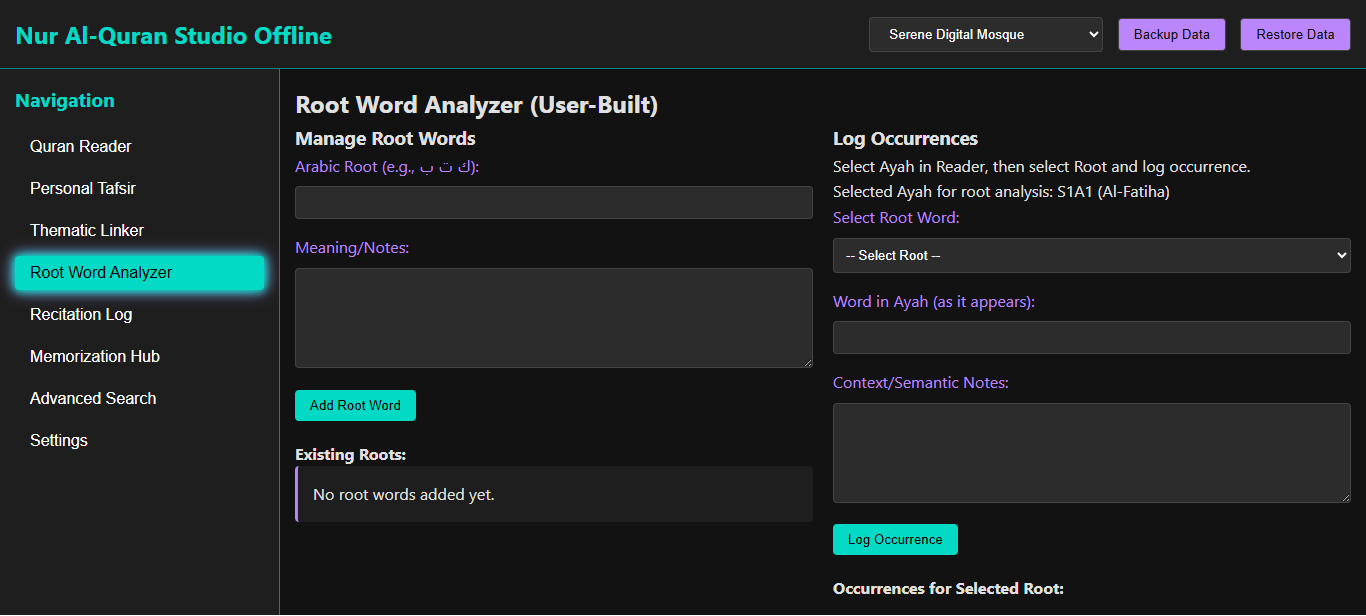 Nur Al-Quran Studio Offline
Serene Digital Mosque
Backup Data
Restore Data
Navigation
Quran Reader
Personal Tafsir
Thematic Linker
Root Word Analyzer
Recitation Log
Memorization Hub
Advanced Search
Settings
Root Word Analyzer (User-Built)
Manage Root Words
Arabic Root (e.g., ك ت ب):
Meaning/Notes:
Add Root Word
Existing Roots:
No root words added yet.
Log Occurrences
Select Ayah in Reader, then select Root and log occurrence.
Selected Ayah for root analysis: S1A1 (Al-Fatiha)
Select Root Word:
-- Select Root --
Word in Ayah (as it appears):
Context/Semantic Notes:
Log Occurrence
Occurrences for Selected Root: